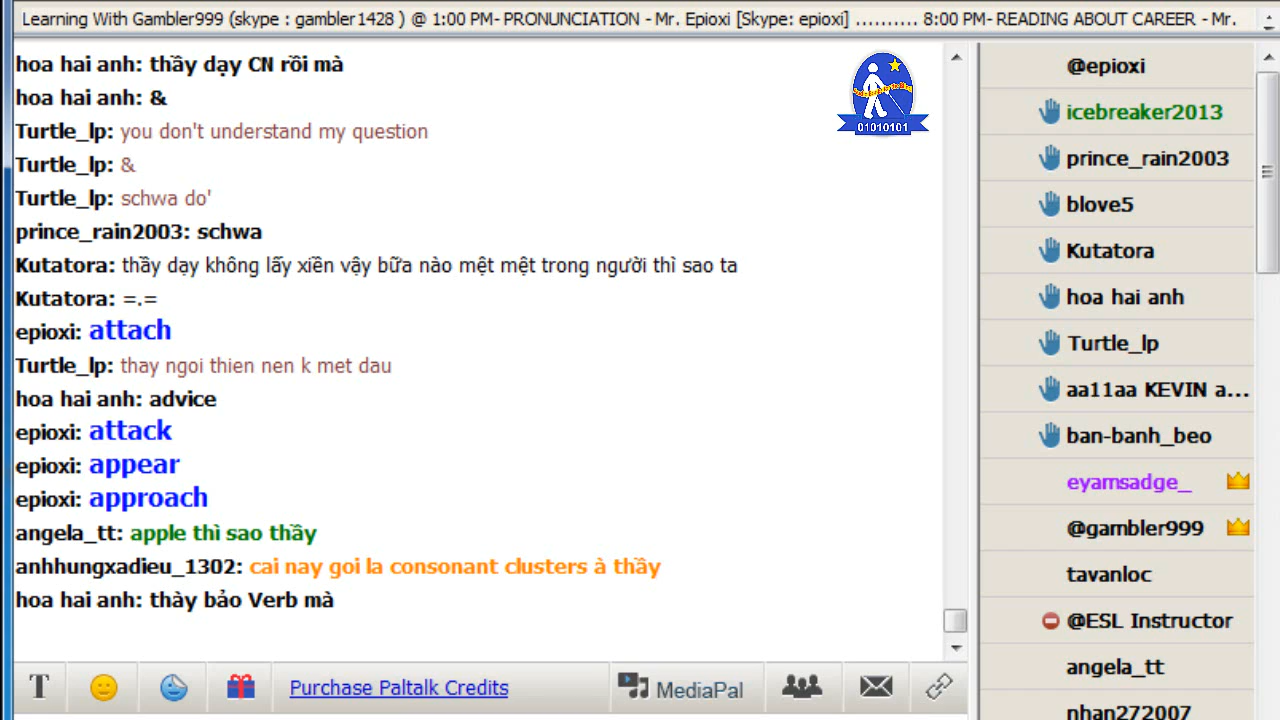 Learning With Gambler999 (skype : gambler1428 ) @ 1:00 PM- PRONUNCIATION - Mr. Epioxi [Skype: epioxi] .......... 8:00 PM- READING ABOUT CAREER - Mr.
hoa hai anh: thầy dạy CN rồi mà
hoa hai anh: &
Turtle_lp: you don't understand my question
Turtle_lp: &
Turtle_lp: schwa do'
prince_rain2003: schwa
Kutatora: thầy dạy không lấy xiền vậy bữa nào mệt mệt trong người thì sao ta
Kutatora: =.=
epioxi: attach
Turtle_lp: thay ngoi thien nen k met dau
hoa hai anh: advice
epioxi: attack
epioxi: appear
epioxi: approach
angela_tt: apple thì sao thầy
anhhungxadieu_1302: cai nay goi la consonant clusters à thầy
hoa hai anh: thày bảo Verb mà
01010101
T
Purchase Paltalk Credits
MediaPal
@epioxi
icebreaker2013
prince_rain2003
blove5
Kutatora
hoa hai anh
Turtle_lp
aa11aa KEVIN a...
ban-banh_beo
eyamsadge_
@gambler999
tavanloc
@ESL Instructor
angela_tt
nhan272007